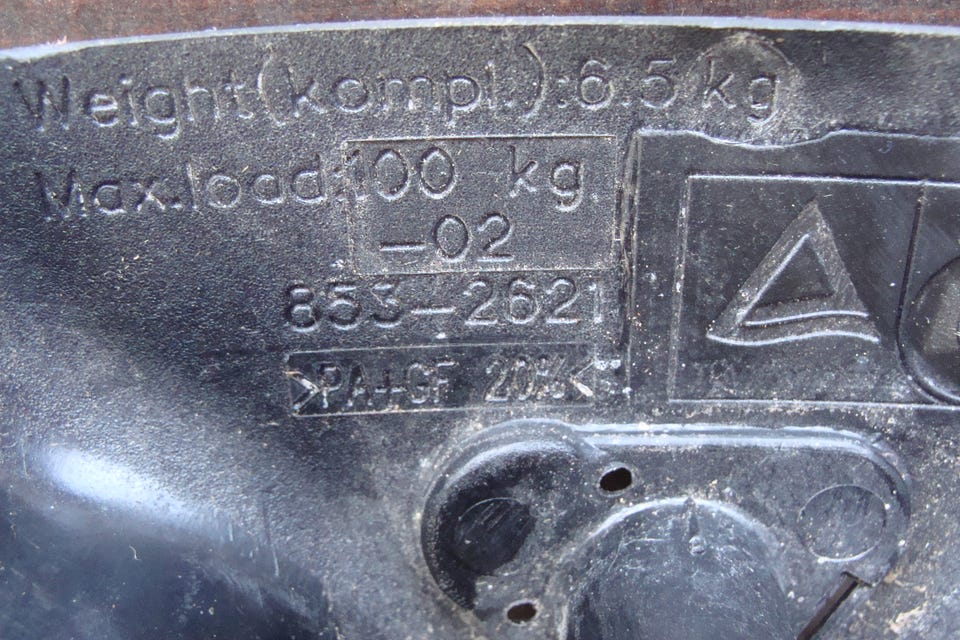 Weight(kompl.):6.5 kg
Max.load:100 kg.
-02
853-2621
>PA+GF 20%<